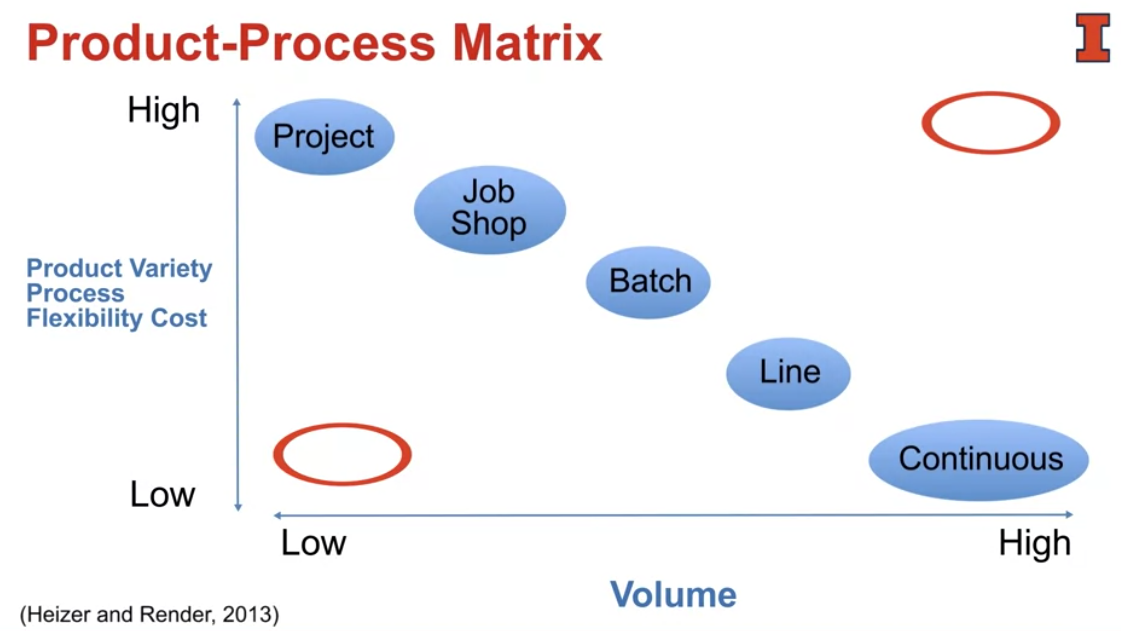 Product-Process Matrix
High
Project
Job
Shop
Product Variety
Process
Flexibility Cost
Batch
Line
Continuous
Low
Low
High
Volume
(Heizer and Render, 2013)